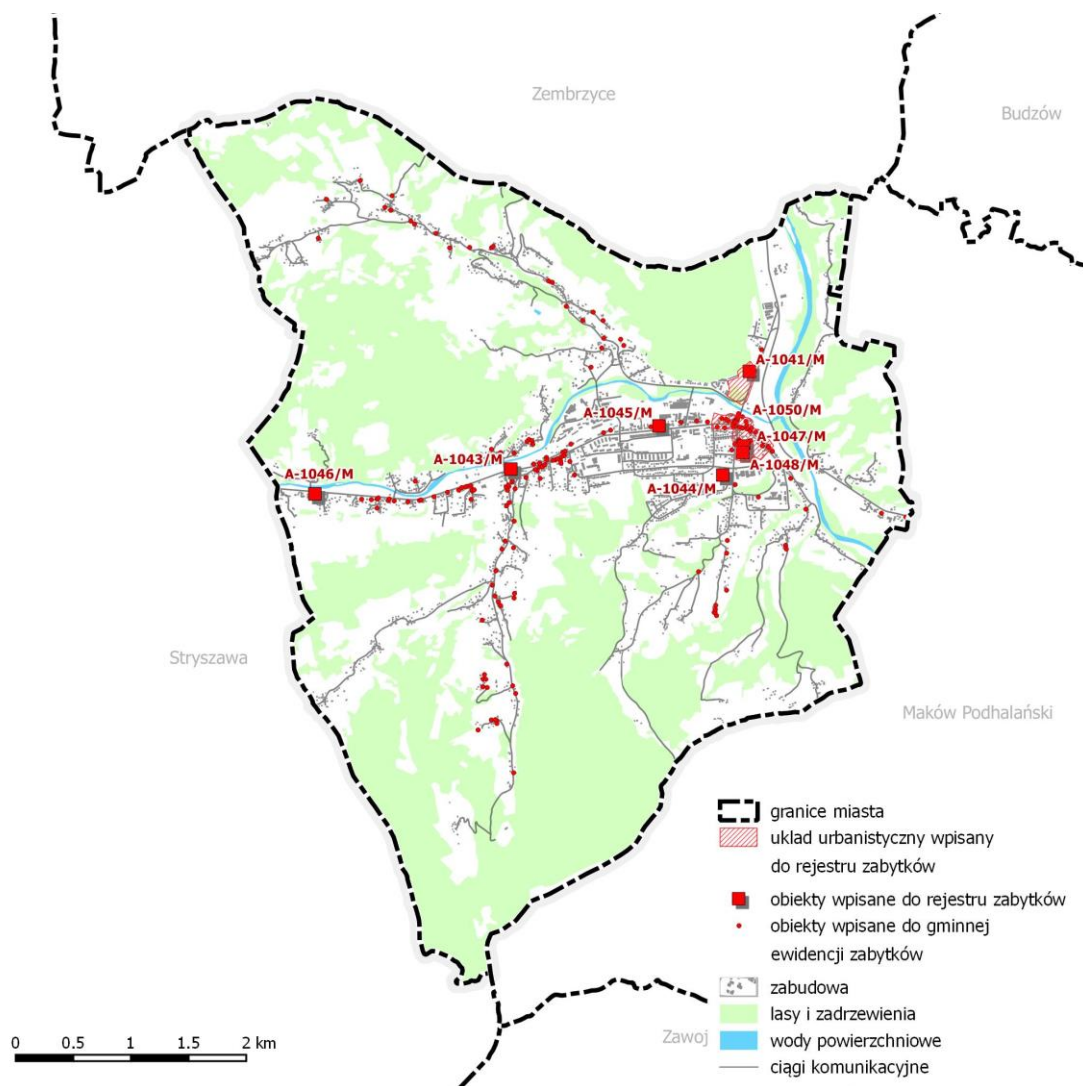 Zembrzyce
Budzów
A-1041/M
A-1050/M
A-1045/M
A-1047/M
A-1043/M
A-1048/M
A-1046/M
A-1044/M
Stryszawa
Maków Podhalański
granice miasta
układ urbanistyczny wpisany
do rejestru zabytków
obiekty wpisane do rejestru zabytków
obiekty wpisane do gminnej
ewidencji zabytków
zabudowa
lasy i zadrzewienia
Zawoj
wody powierzchniowe
ciągi komunikacyjne
0 0.5 1 1.5 2 km